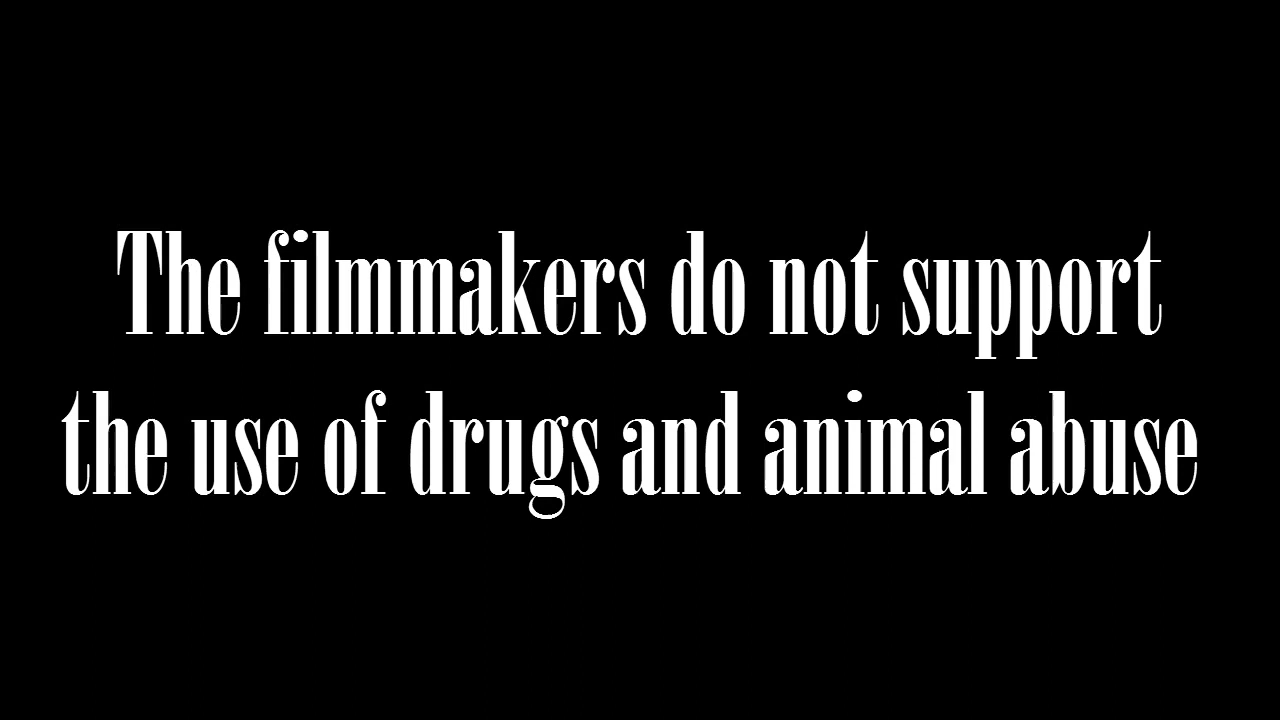 The filmmakers do not support
the use of drugs and animal abuse